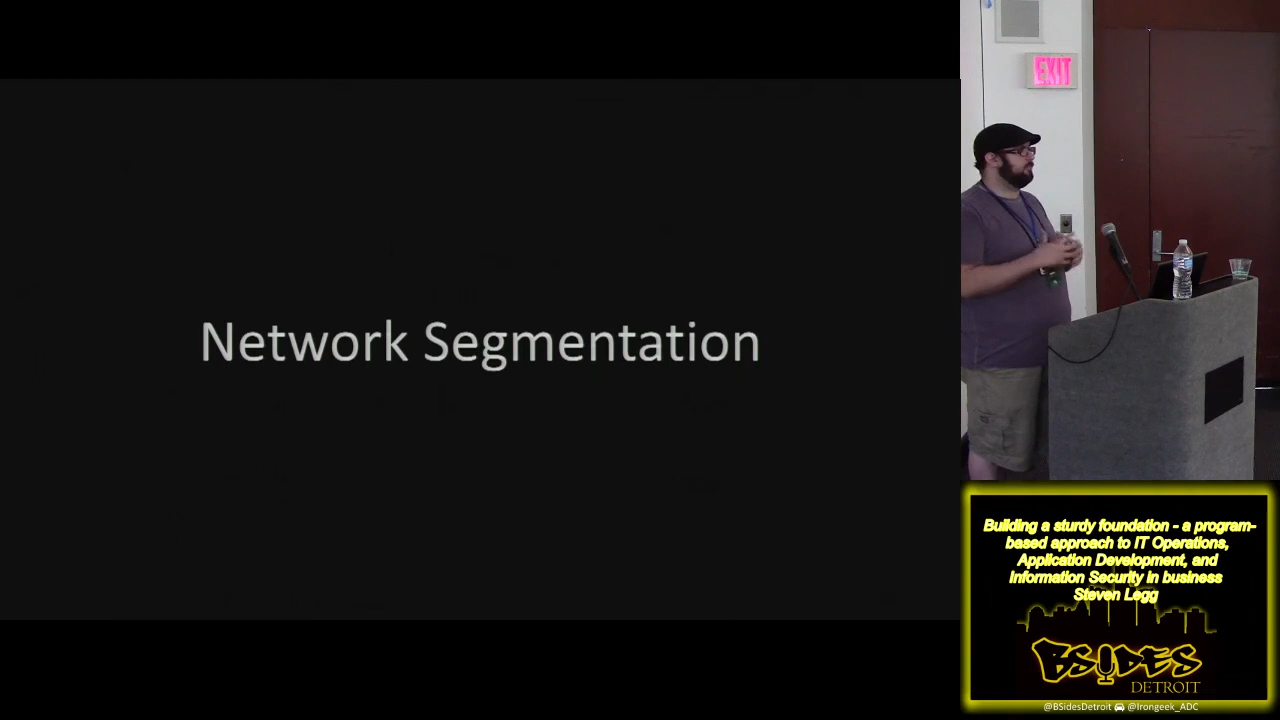 Network Segmentation
EXIT
Building a sturdy foundation - a program-
based approach to IT Operations,
Application Development, and
Information Security in business
Steven Legg
BSIDES
DETROIT
@BSidesDetroit @Irongeek_ADC